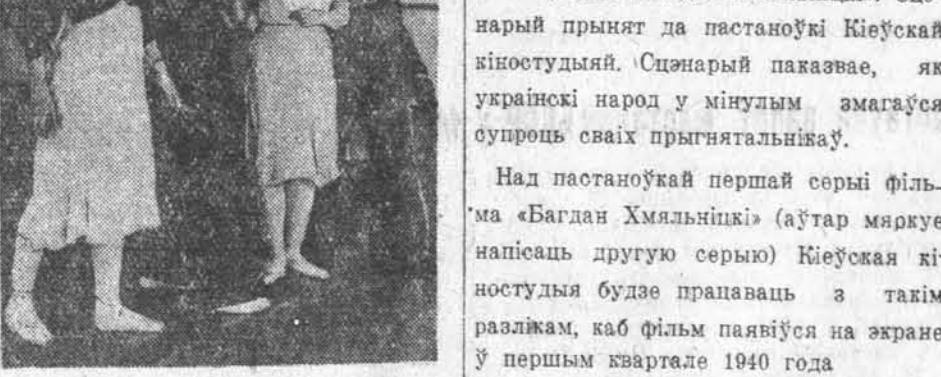 нарый прынят да пастаноўкі Кіеўскай
кіностудыяй. Сцэнарый паказвае, як
украінскі народ у мінулым змагаўся
супроць сваіх прыгнятальнікаў.
Над пастаноўкай першай серыі філь-
ма «Багдан Хмяльніцкі» (аўтар мяркуе
напісаць другую серыю) Кіеўская кі-
ностудыя будзе працаваць з такім
разлікам, каб фільм паявіўся на экране
ў першым квартале 1940 года